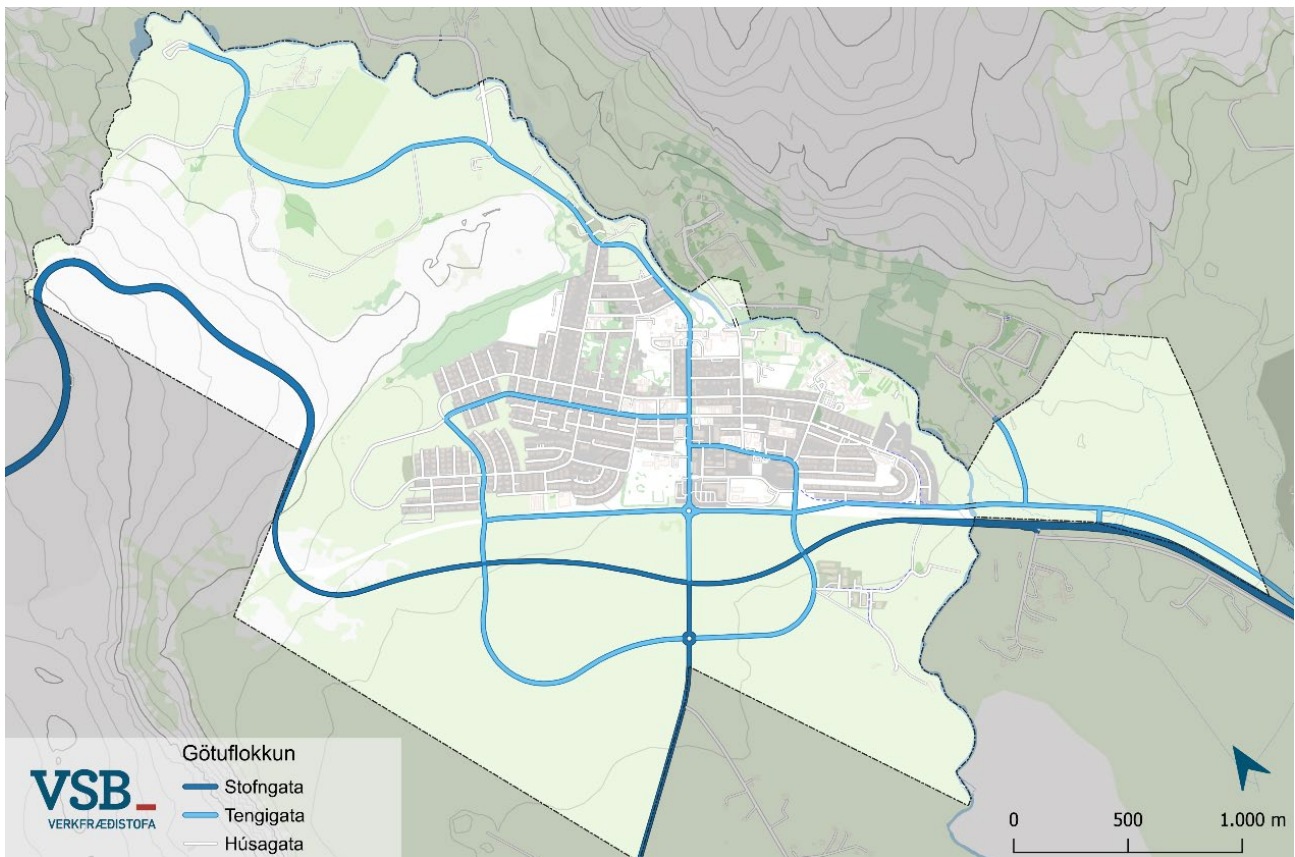 VSB
VERKFRÆÐISTOFA
Götuflokkun
Stofngata
Tengigata
Húsagata
0 500 1.000 m